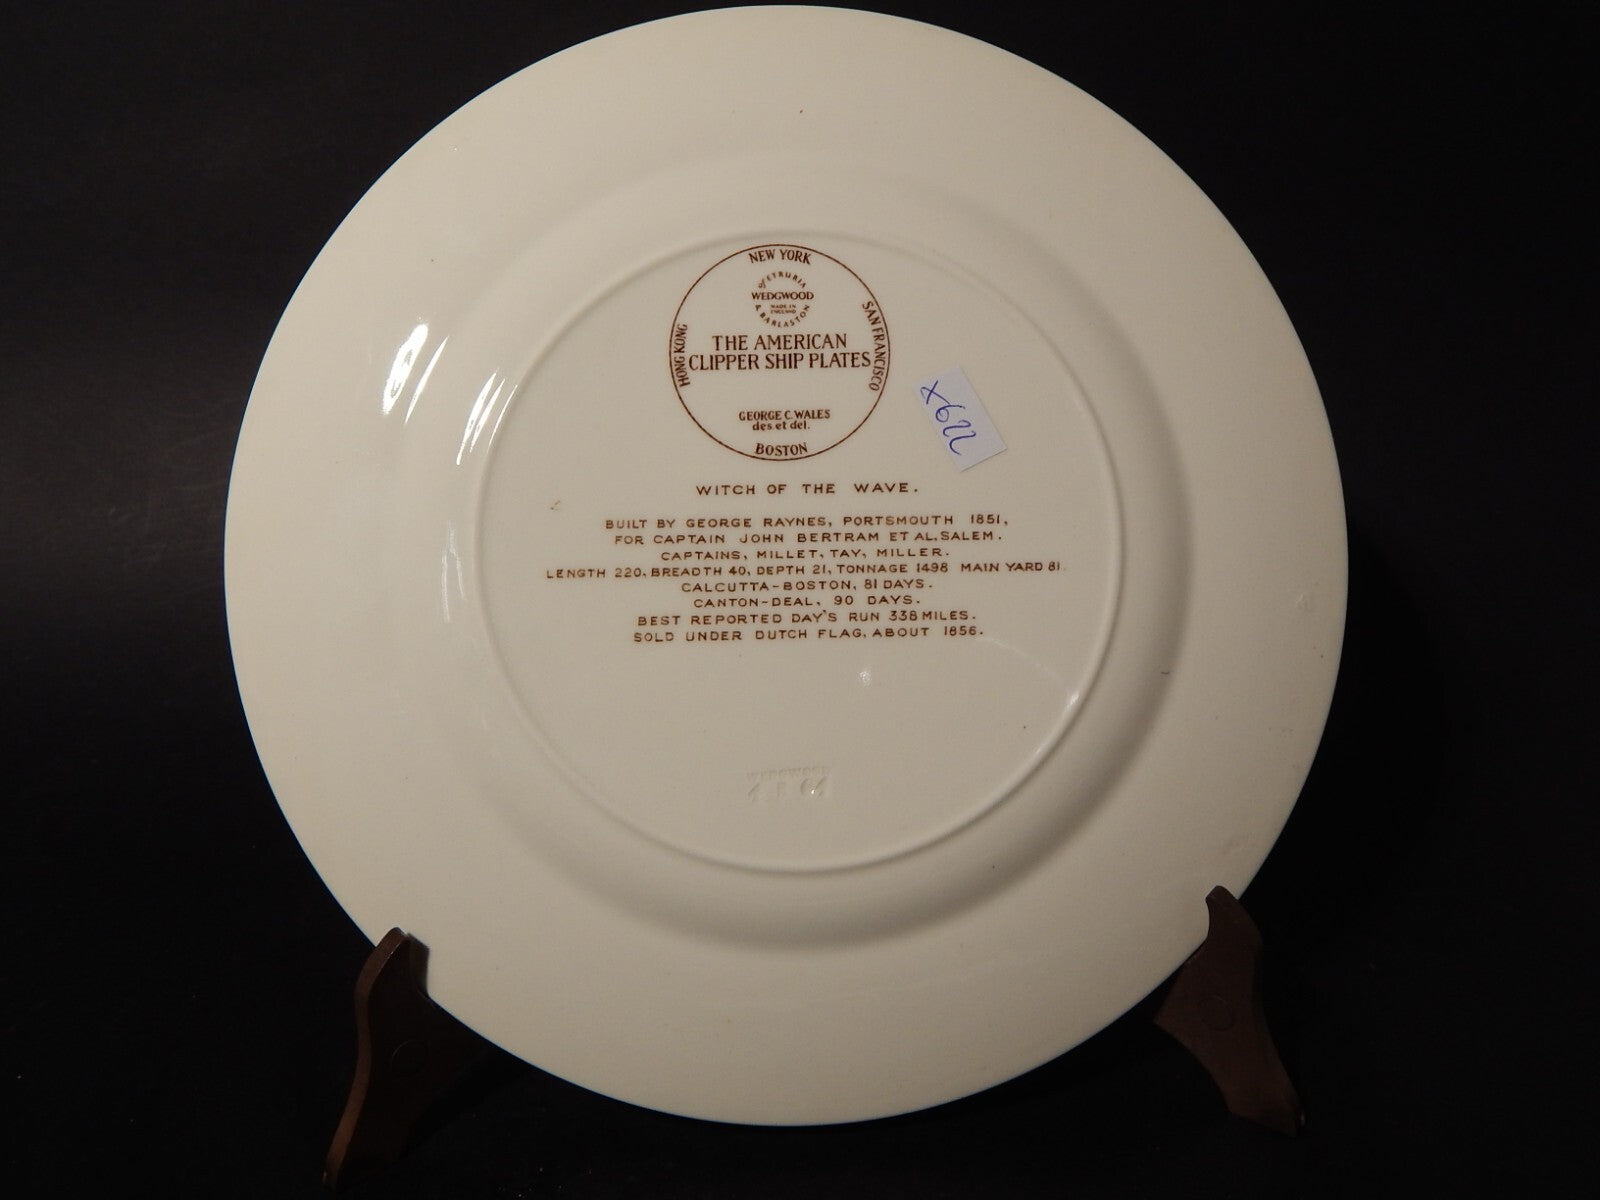 NEW YORK
of ETRURIA
WEDGWOOD
MADE IN
ENGLAND
& BARLASTON
HONG KONG
SAN FRANCISCO
THE AMERICAN
CLIPPER SHIP PLATES
GEORGE C. WALES
des. et del.
BOSTON
x622
WITCH OF THE WAVE.
BUILT BY GEORGE RAYNES, PORTSMOUTH 1851,
FOR CAPTAIN JOHN BERTRAM ET AL, SALEM.
CAPTAINS, MILLET, TAY, MILLER.
LENGTH 220, BREADTH 40, DEPTH 21, TONNAGE 1498 MAIN YARD 81.
CALCUTTA-BOSTON, 81 DAYS.
CANTON-DEAL, 90 DAYS.
BEST REPORTED DAY'S RUN 338 MILES.
SOLD UNDER DUTCH FLAG, ABOUT 1856.
WEDGWOOD